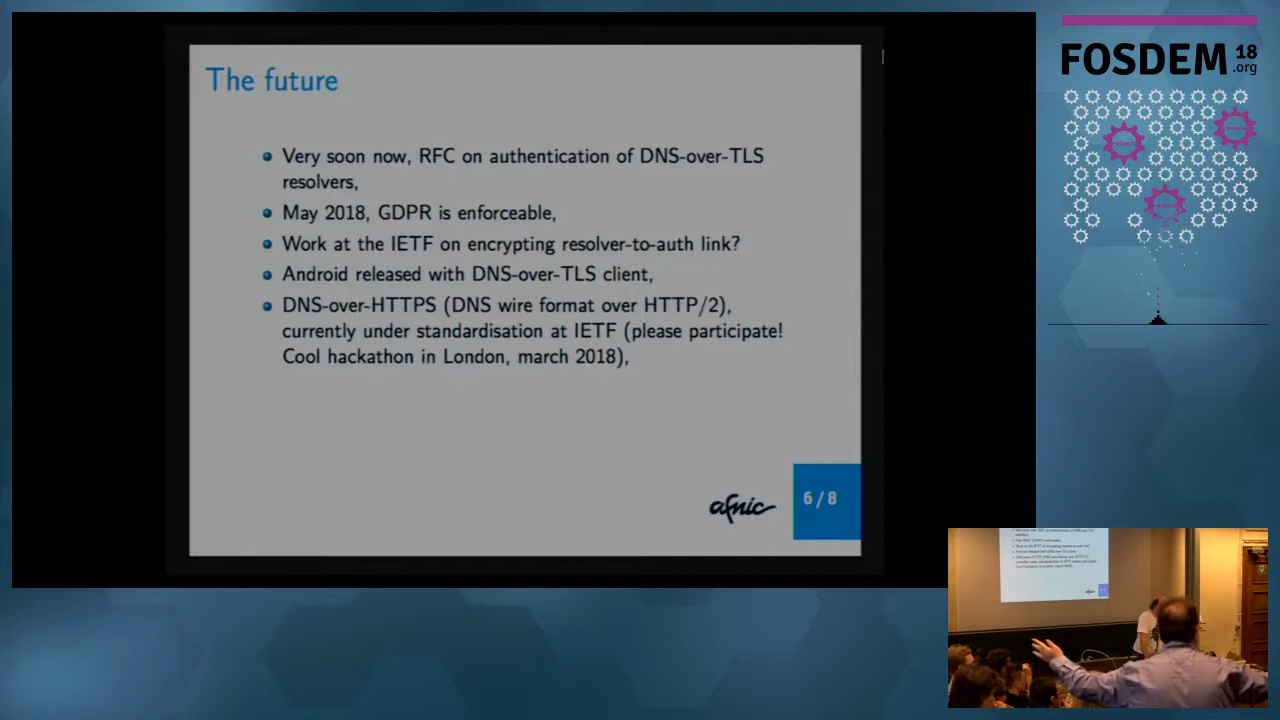 The future
Very soon now, RFC on authentication of DNS-over-TLS
resolvers,
May 2018, GDPR is enforceable,
Work at the IETF on encrypting resolver-to-auth link?
Android released with DNS-over-TLS client,
DNS-over-HTTPS (DNS wire format over HTTP/2),
currently under standardisation at IETF (please participate!
Cool hackathon in London, march 2018),
afnic
6 / 8
FOSDEM 18
.org